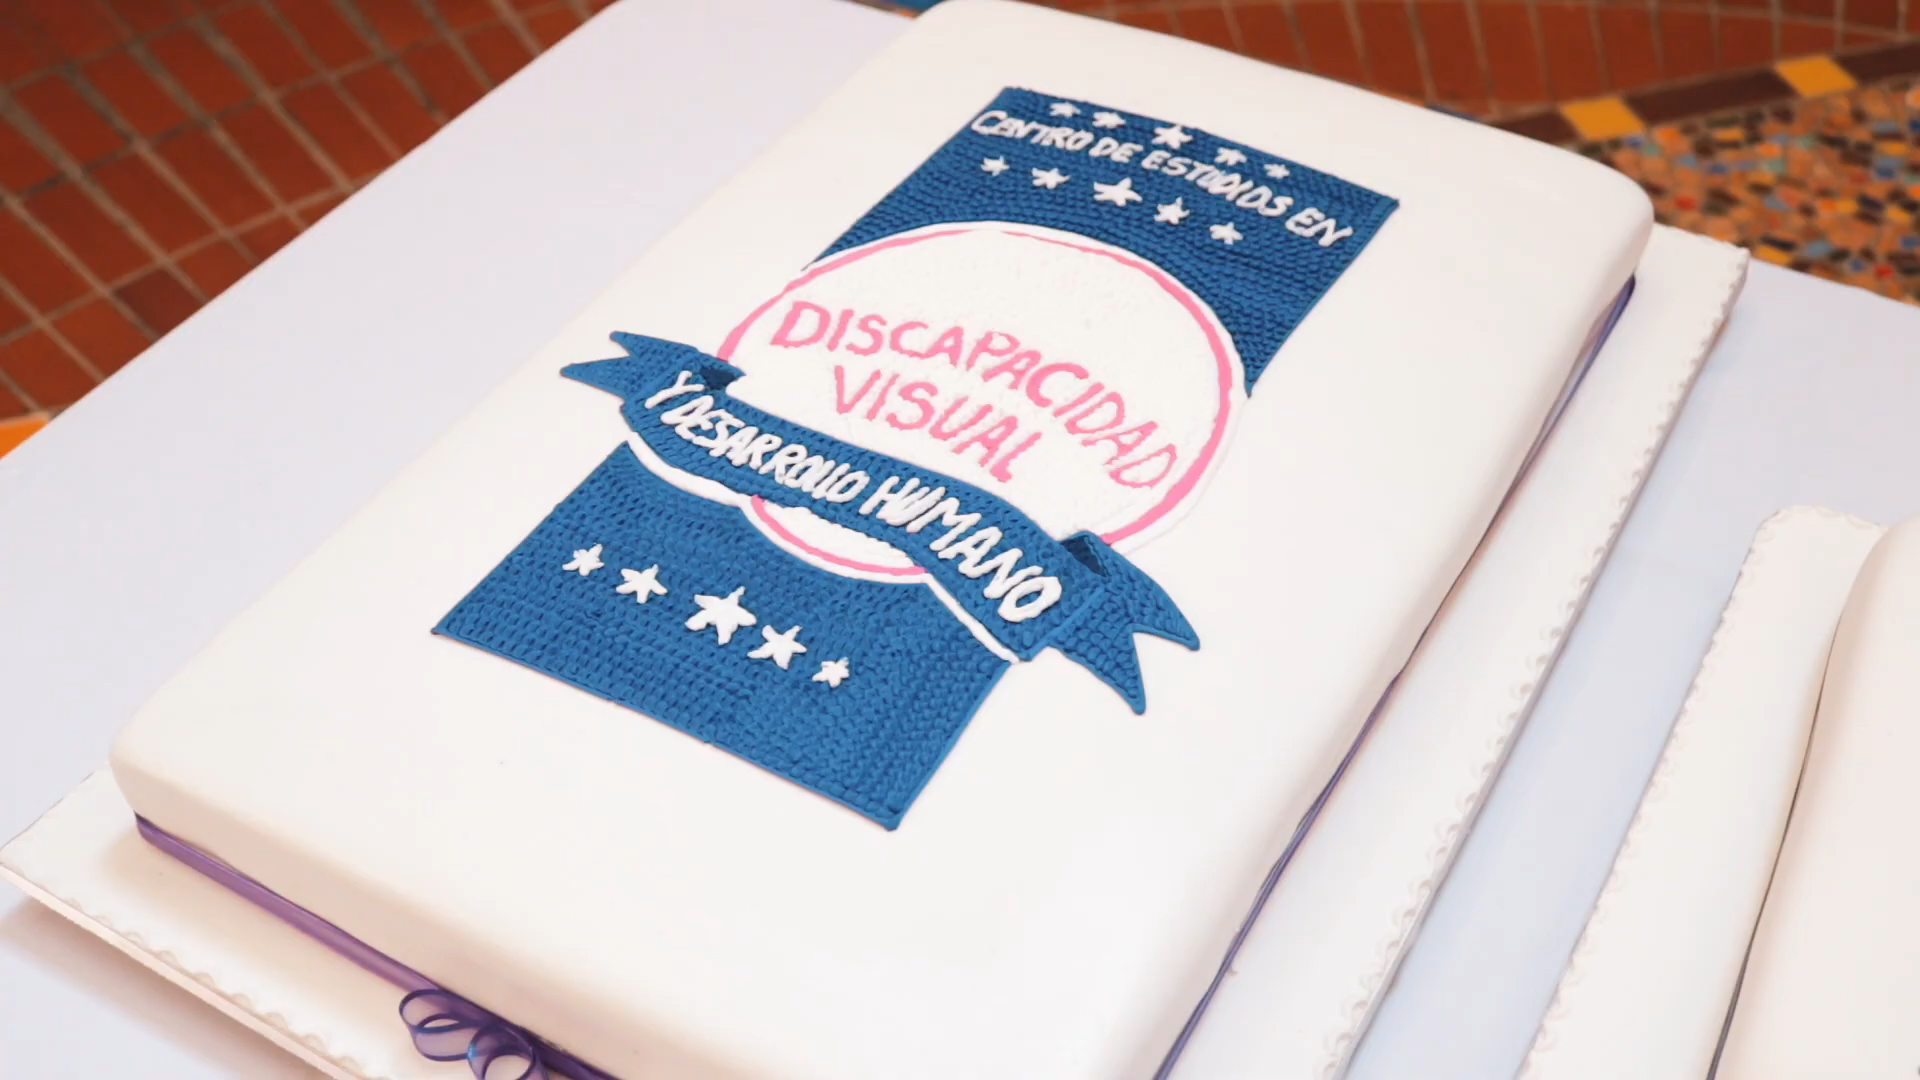 CENTRO DE ESTUDIOS EN
DISCAPACIDAD
VISUAL
Y DESARROLLO HUMANO